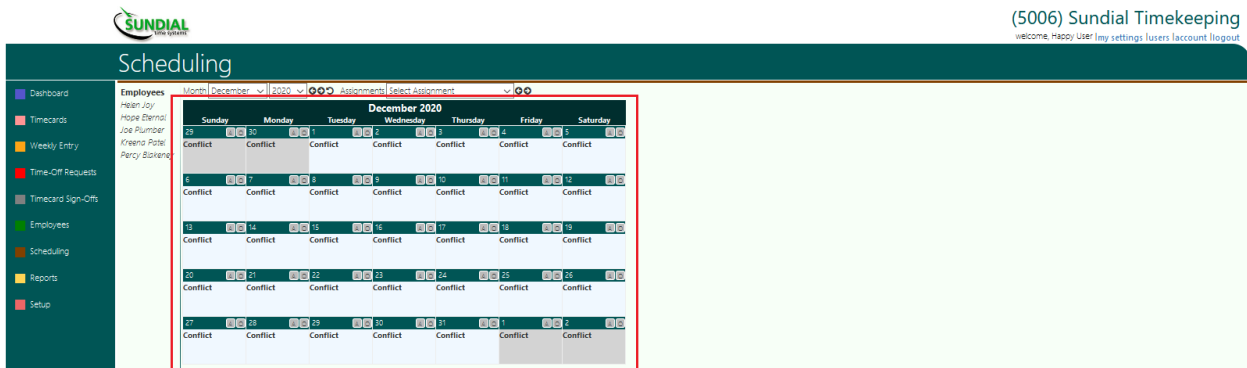 SUNDIAL
time systems
(5006) Sundial Timekeeping
welcome, Happy User |my settings |users |account |logout
Scheduling
Dashboard
Timecards
Weekly Entry
Time-Off Requests
Timecard Sign-Offs
Employees
Scheduling
Reports
Setup
Employees
Helen Joy
Hope Eternal
Joe Plumber
Kreena Patel
Percy Blakeney
Month December 2020 Assignments Select Assignment
December 2020
Sunday Monday Tuesday Wednesday Thursday Friday Saturday
29 30 1 2 3 4 5
Conflict Conflict Conflict Conflict Conflict Conflict Conflict
6 7 8 9 10 11 12
Conflict Conflict Conflict Conflict Conflict Conflict Conflict
13 14 15 16 17 18 19
Conflict Conflict Conflict Conflict Conflict Conflict Conflict
20 21 22 23 24 25 26
Conflict Conflict Conflict Conflict Conflict Conflict Conflict
27 28 29 30 31 1 2
Conflict Conflict Conflict Conflict Conflict Conflict Conflict